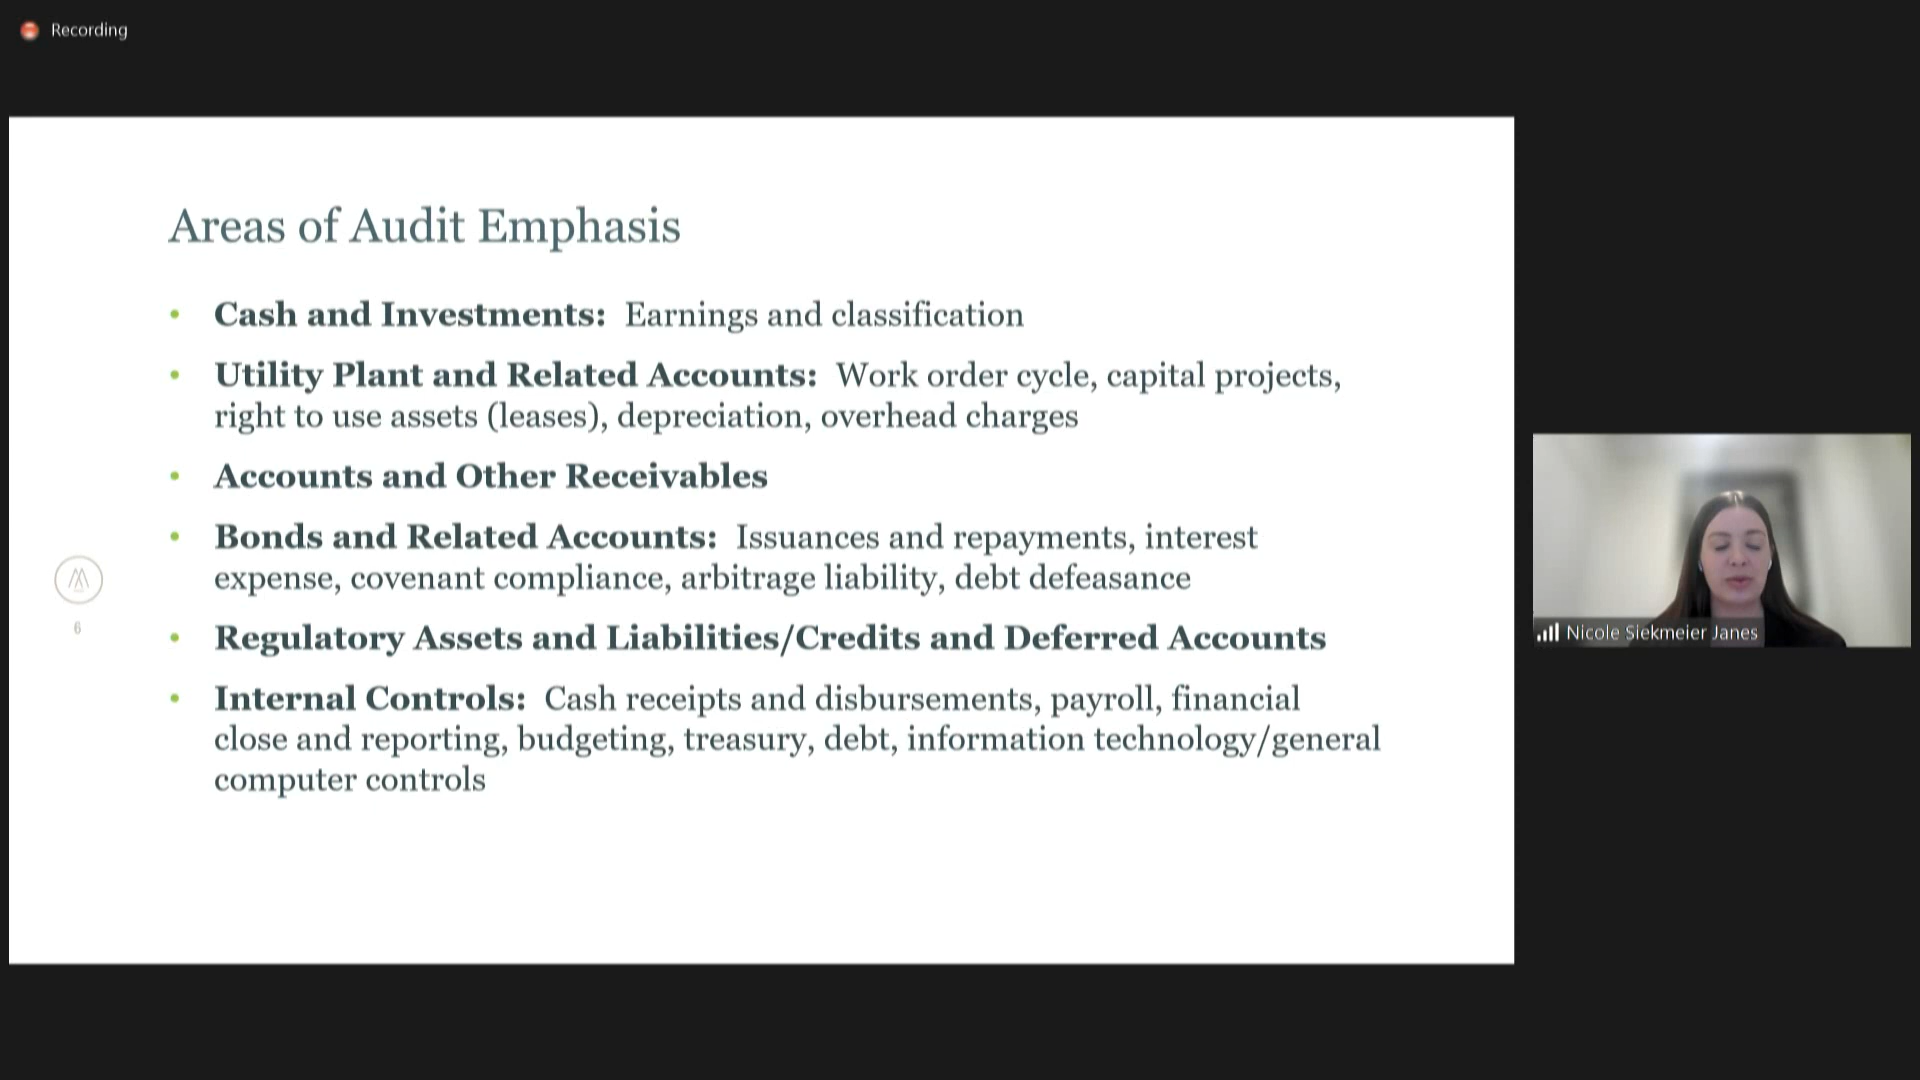 Recording
Areas of Audit Emphasis
• Cash and Investments: Earnings and classification
• Utility Plant and Related Accounts: Work order cycle, capital projects,
right to use assets (leases), depreciation, overhead charges
• Accounts and Other Receivables
• Bonds and Related Accounts: Issuances and repayments, interest
expense, covenant compliance, arbitrage liability, debt defeasance
• Regulatory Assets and Liabilities/Credits and Deferred Accounts
• Internal Controls: Cash receipts and disbursements, payroll, financial
close and reporting, budgeting, treasury, debt, information technology/general
computer controls
6
Nicole Siekmeier Janes